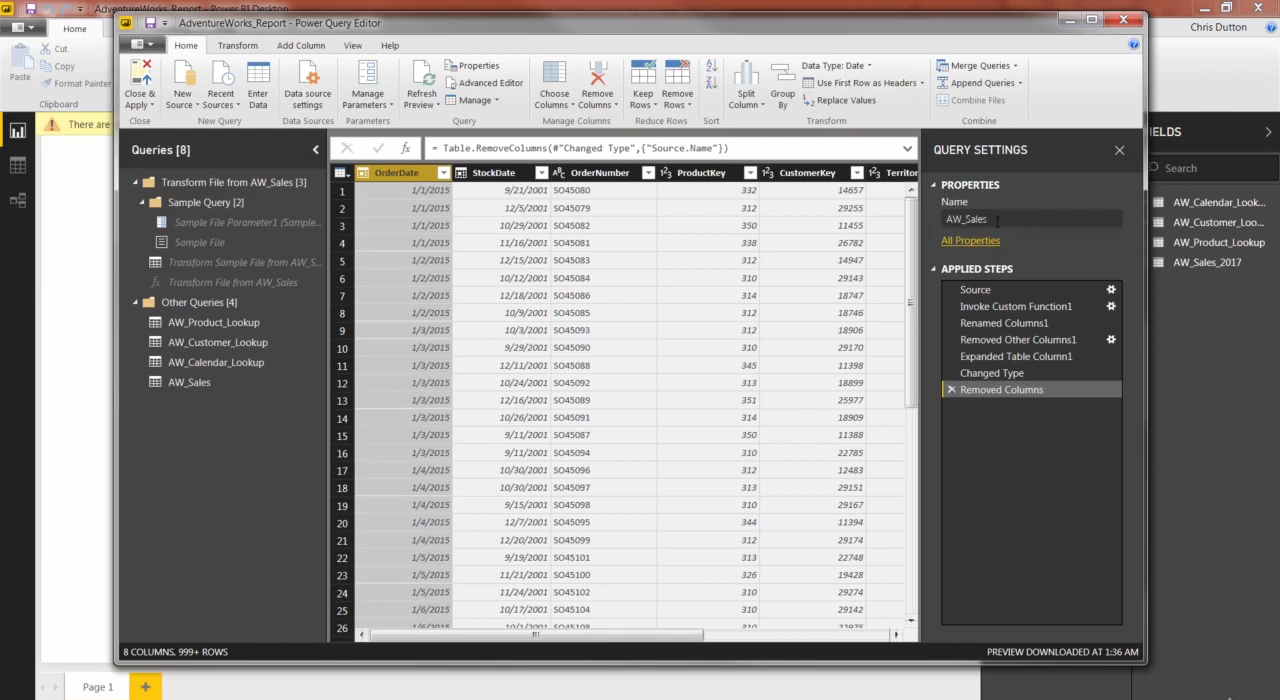 AdventureWorks_Report - Power BI Desktop
AdventureWorks_Report - Power Query Editor
Chris Dutton
Home
Home Transform Add Column View Help
Cut
Copy
Format Painter
Paste
Clipboard
Close & Apply
New Source
Recent Sources
Enter Data
Data source settings
Manage Parameters
Refresh Preview
Properties
Advanced Editor
Manage
Choose Columns
Remove Columns
Keep Rows
Remove Rows
Split Column
Group By
Data Type: Date
Use First Row as Headers
Replace Values
Merge Queries
Append Queries
Combine Files
Close New Query Data Sources Parameters Query Manage Columns Reduce Rows Sort Transform Combine
There are
Queries [8]
Transform File from AW_Sales [3]
Sample Query [2]
Sample File Parameter1 (Sample...
Sample File
Transform Sample File from AW_S...
Transform File from AW_Sales
Other Queries [4]
AW_Product_Lookup
AW_Customer_Lookup
AW_Calendar_Lookup
AW_Sales
fx = Table.RemoveColumns(#"Changed Type",{"Source.Name"})
OrderDate StockDate OrderNumber ProductKey CustomerKey Territor
1 1/1/2015 9/21/2001 SO45080 332 14657
2 1/1/2015 12/5/2001 SO45079 312 29255
3 1/1/2015 10/29/2001 SO45082 350 11455
4 1/1/2015 11/16/2001 SO45081 338 26782
5 1/2/2015 12/15/2001 SO45083 312 14947
6 1/2/2015 10/12/2001 SO45084 310 29143
7 1/2/2015 12/18/2001 SO45086 314 18747
8 1/2/2015 10/9/2001 SO45085 312 18746
9 1/3/2015 10/3/2001 SO45093 312 18906
10 1/3/2015 9/29/2001 SO45090 310 29170
11 1/3/2015 12/11/2001 SO45088 345 11398
12 1/3/2015 10/24/2001 SO45092 313 18899
13 1/3/2015 12/16/2001 SO45089 351 25977
14 1/3/2015 10/26/2001 SO45091 314 18909
15 1/3/2015 9/11/2001 SO45087 350 11388
16 1/3/2015 9/11/2001 SO45094 310 22785
17 1/4/2015 10/30/2001 SO45096 312 12483
18 1/4/2015 10/30/2001 SO45097 313 29151
19 1/4/2015 9/15/2001 SO45098 310 29167
20 1/4/2015 12/7/2001 SO45095 344 11394
21 1/4/2015 12/20/2001 SO45099 312 29174
22 1/5/2015 9/19/2001 SO45101 313 22748
23 1/5/2015 11/21/2001 SO45100 326 19428
24 1/5/2015 11/24/2001 SO45102 310 29274
25 1/6/2015 10/17/2001 SO45104 310 29142
26 1/6/2015 10/1/2001 SO45108 310 22975
QUERY SETTINGS
PROPERTIES
Name
AW_Sales
All Properties
APPLIED STEPS
Source
Invoke Custom Function1
Renamed Columns1
Removed Other Columns1
Expanded Table Column1
Changed Type
Removed Columns
IELDS
Search
AW_Calendar_Look...
AW_Customer_Loo...
AW_Product_Lookup
AW_Sales_2017
8 COLUMNS, 999+ ROWS
PREVIEW DOWNLOADED AT 1:36 AM
Page 1